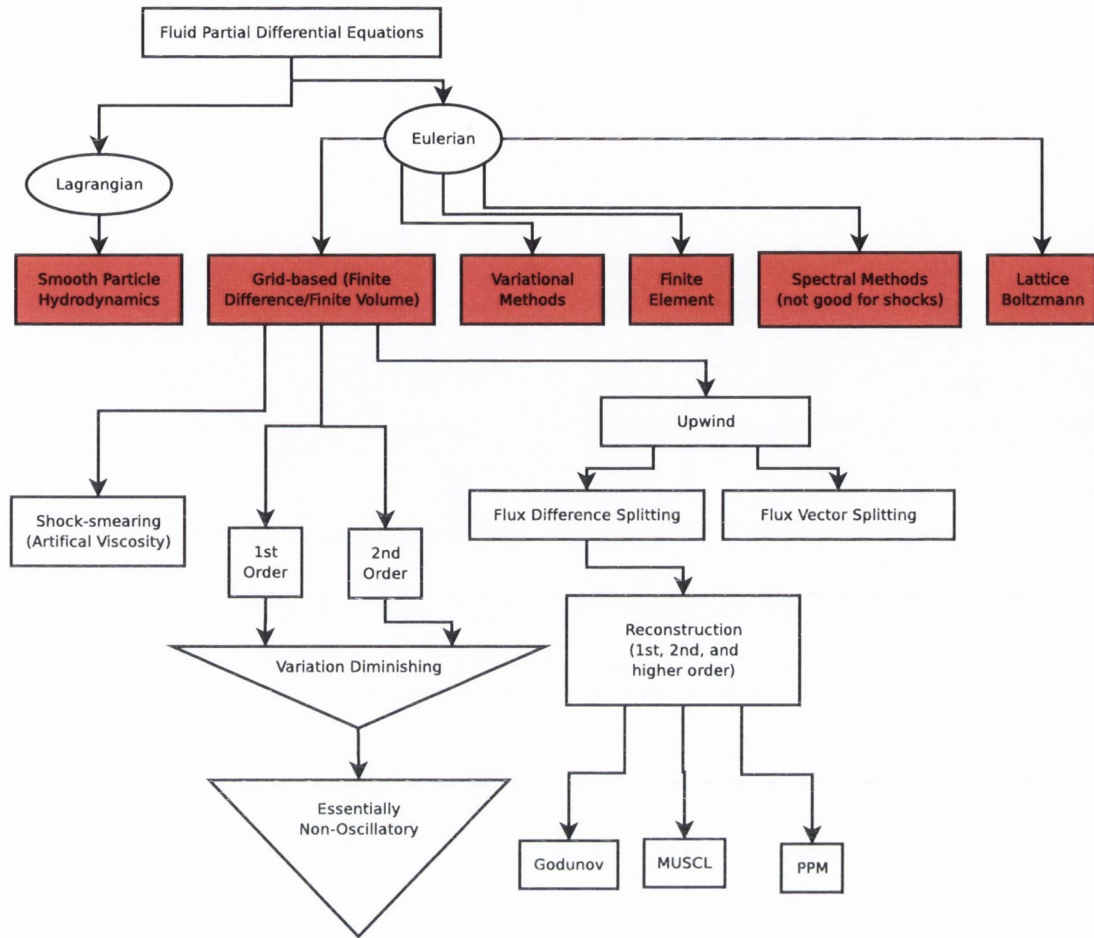 Fluid Partial Differential Equations
Eulerian
Lagrangian
Smooth Particle
Hydrodynamics
Grid-based (Finite
Difference/Finite Volume)
Variational
Methods
Finite
Element
Spectral Methods
(not good for shocks)
Lattice
Boltzmann
Upwind
Shock-smearing
(Artifical Viscosity)
1st
Order
2nd
Order
Flux Difference Splitting
Flux Vector Splitting
Variation Diminishing
Reconstruction
(1st, 2nd, and
higher order)
Essentially
Non-Oscillatory
Godunov
MUSCL
PPM